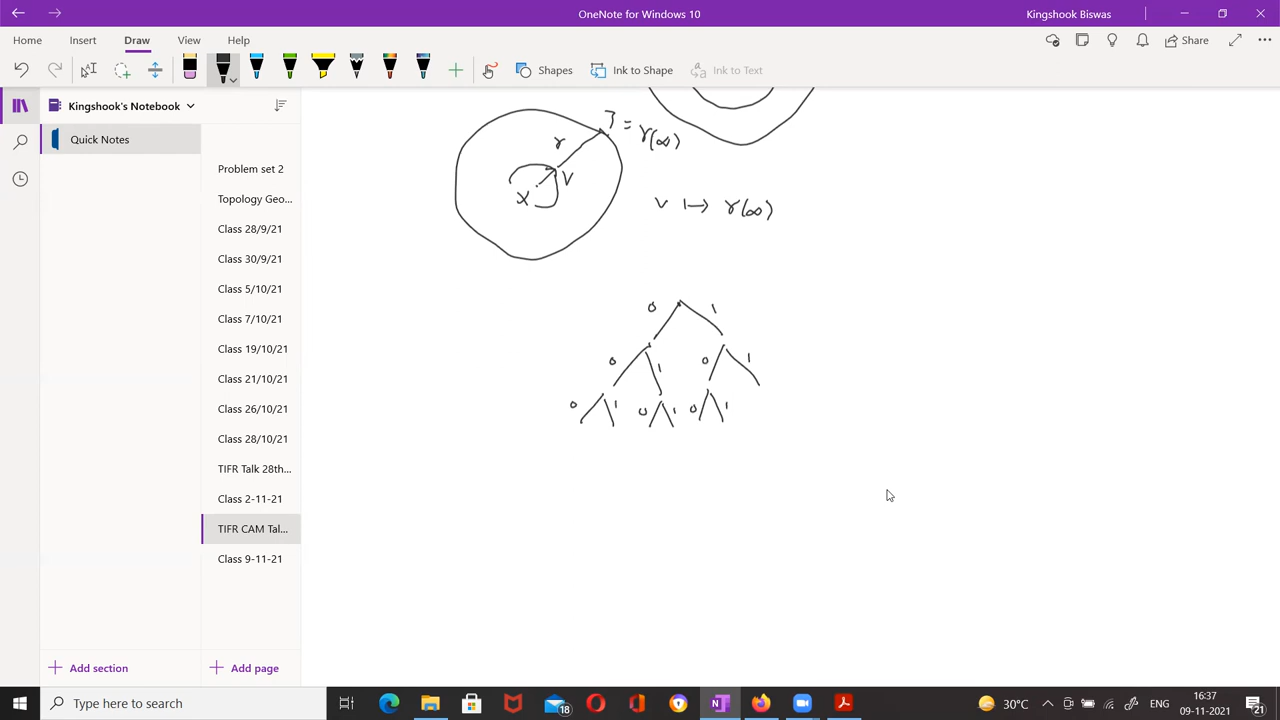 OneNote for Windows 10
Kingshook Biswas
Home Insert Draw View Help
Shapes Ink to Shape Ink to Text Share
Kingshook's Notebook
Quick Notes
Problem set 2
Topology Geo...
Class 28/9/21
Class 30/9/21
Class 5/10/21
Class 7/10/21
Class 19/10/21
Class 21/10/21
Class 26/10/21
Class 28/10/21
TIFR Talk 28th...
Class 2-11-21
TIFR CAM Tal...
Class 9-11-21
Add section
Add page
= γ(∞)
γ
v
x
v ↦ γ(∞)
0 1
0 1 0 1
0 1 0 1 0 1
Type here to search
18
30°C
ENG
16:37
09-11-2021
21